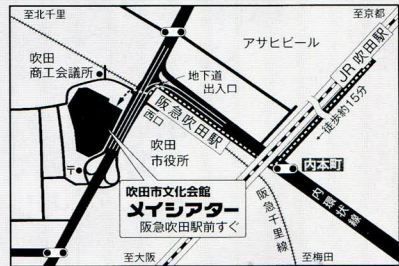 至北千里
至京都
アサヒビール
吹田
商工会議所
地下道
出入口
JR吹田駅
徒歩約15分
阪急吹田駅
西口
吹田
市役所
〒
内本町
吹田市文化会館
メイシアター
阪急吹田駅前すぐ
阪急千里線
内環状線
至大阪
至梅田